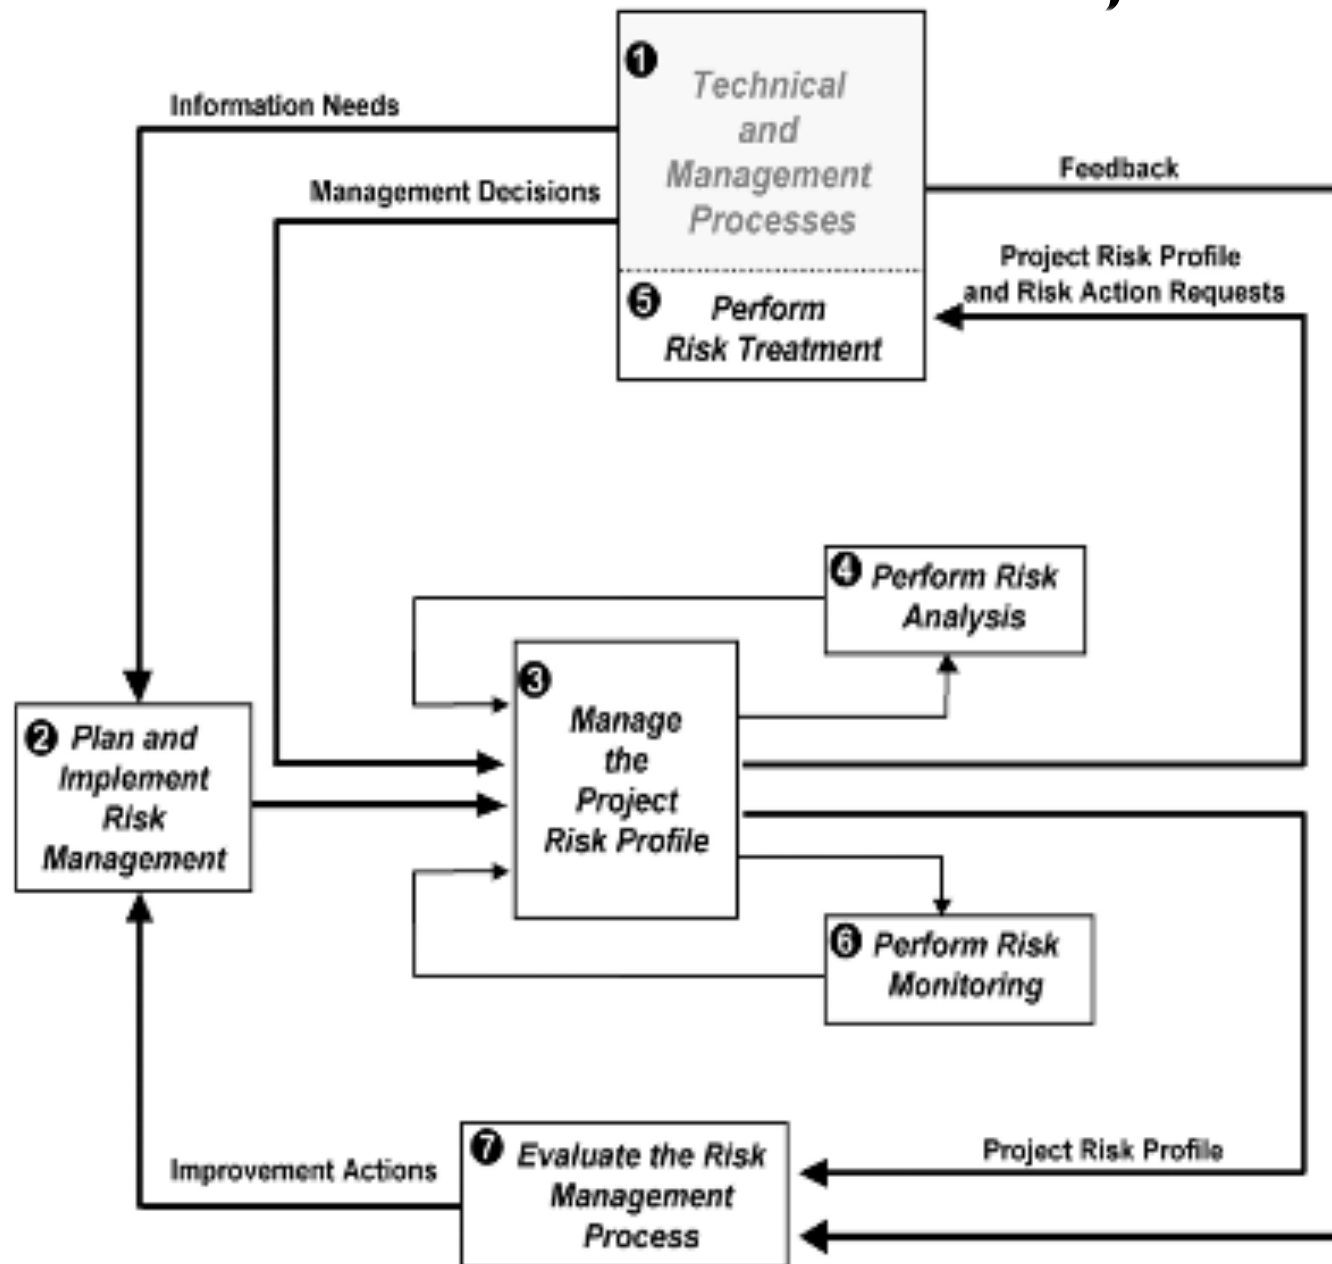 1
Technical
and
Management
Processes
Information Needs
Management Decisions
Feedback
Project Risk Profile
and Risk Action Requests
5 Perform
Risk Treatment
4 Perform Risk
Analysis
3
Manage
the
Project
Risk Profile
2 Plan and
Implement
Risk
Management
6 Perform Risk
Monitoring
7 Evaluate the Risk
Management
Process
Improvement Actions
Project Risk Profile